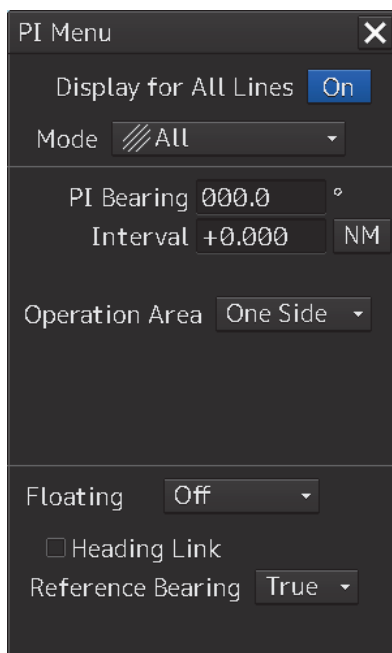 PI Menu
Display for All Lines On
Mode All
PI Bearing 000.0 °
Interval +0.000 NM
Operation Area One Side
Floating Off
Heading Link
Reference Bearing True